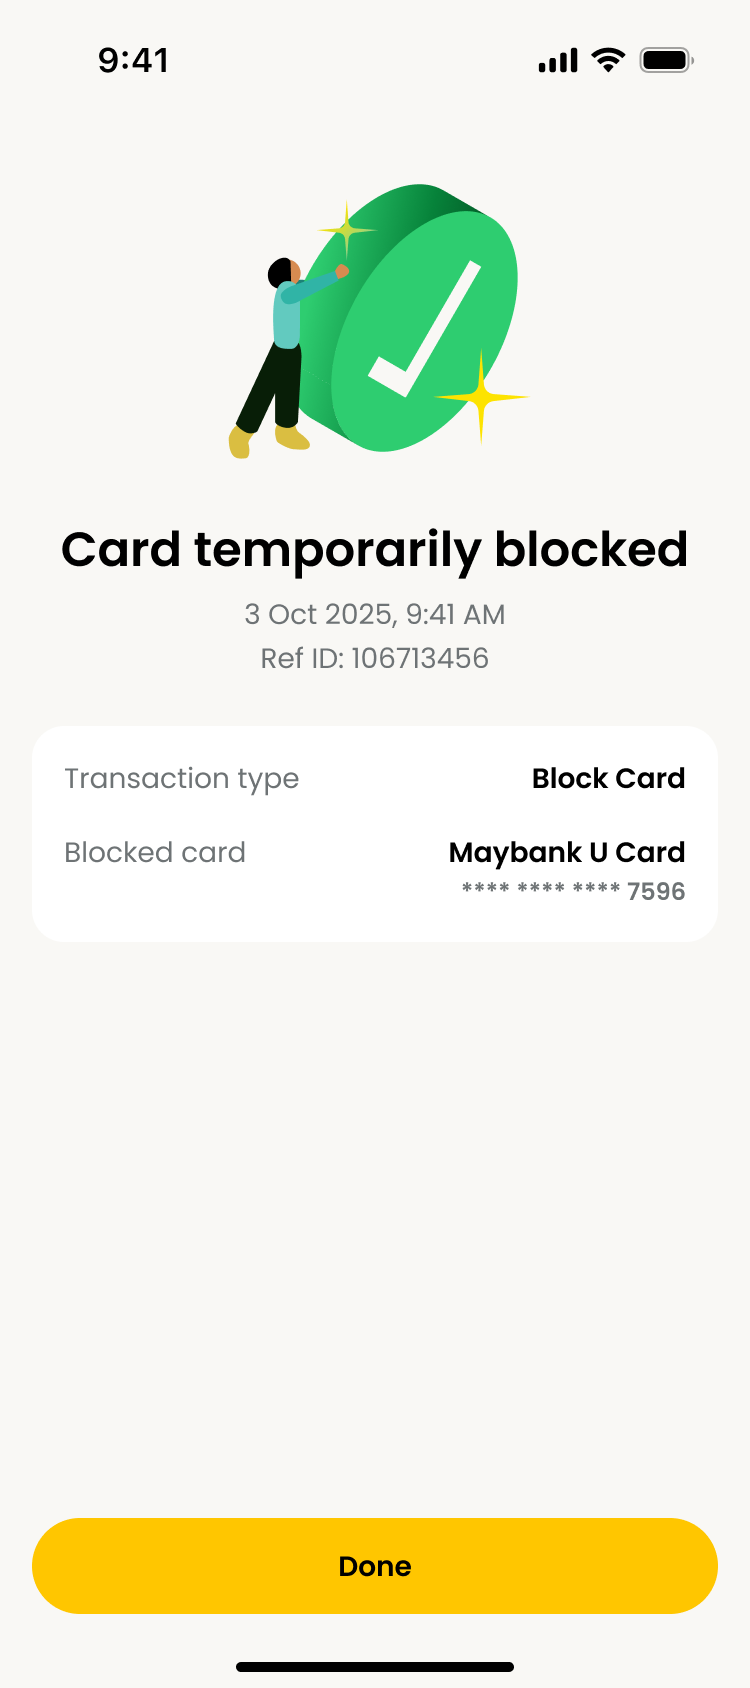 9:41
Card temporarily blocked
3 Oct 2025, 9:41 AM
Ref ID: 106713456
Transaction type
Block Card
Blocked card
Maybank U Card
**** **** **** 7596
Done